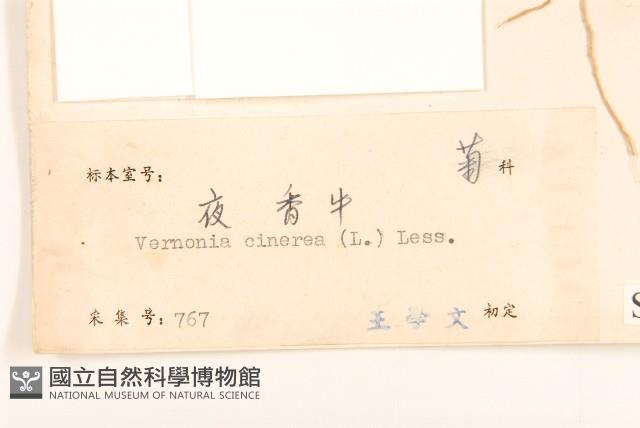 标本室号：
菊科
夜香牛
Vernonia cinerea (L.) Less.
采集号：767
王学文 初定
S
國立自然科學博物館
NATIONAL MUSEUM OF NATURAL SCIENCE